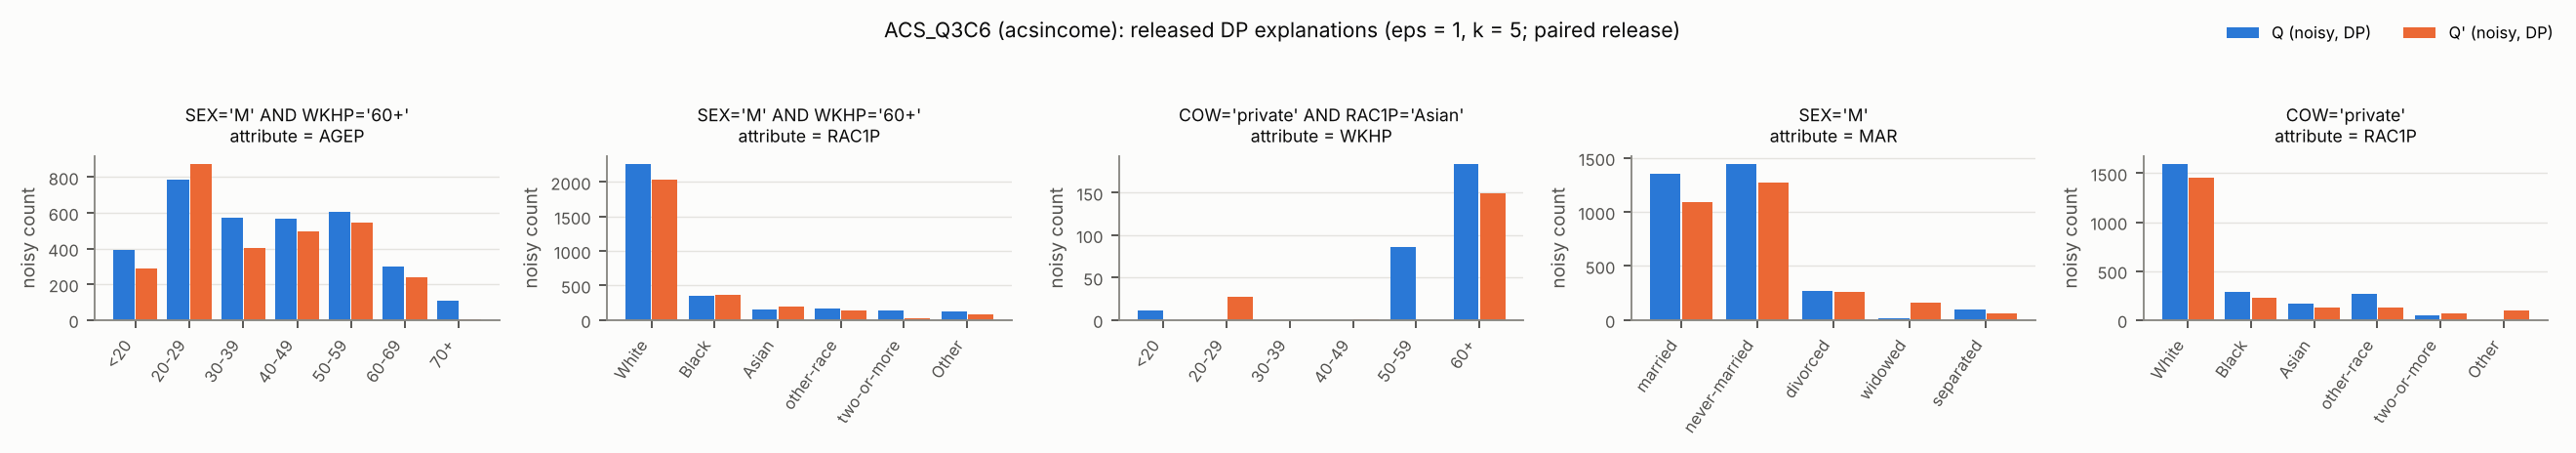 ACS_Q3C6 (acsincome): released DP explanations (eps = 1, k = 5; paired release)
Q (noisy, DP)
Q' (noisy, DP)
SEX='M' AND WKHP='60+'
attribute = AGEP
noisy count
800
600
400
200
0
<20
20-29
30-39
40-49
50-59
60-69
70+
SEX='M' AND WKHP='60+'
attribute = RAC1P
noisy count
2000
1500
1000
500
0
White
Black
Asian
other-race
two-or-more
Other
COW='private' AND RAC1P='Asian'
attribute = WKHP
noisy count
150
100
50
0
<20
20-29
30-39
40-49
50-59
60+
SEX='M'
attribute = MAR
noisy count
1500
1000
500
0
married
never-married
divorced
widowed
separated
COW='private'
attribute = RAC1P
noisy count
1500
1000
500
0
White
Black
Asian
other-race
two-or-more
Other